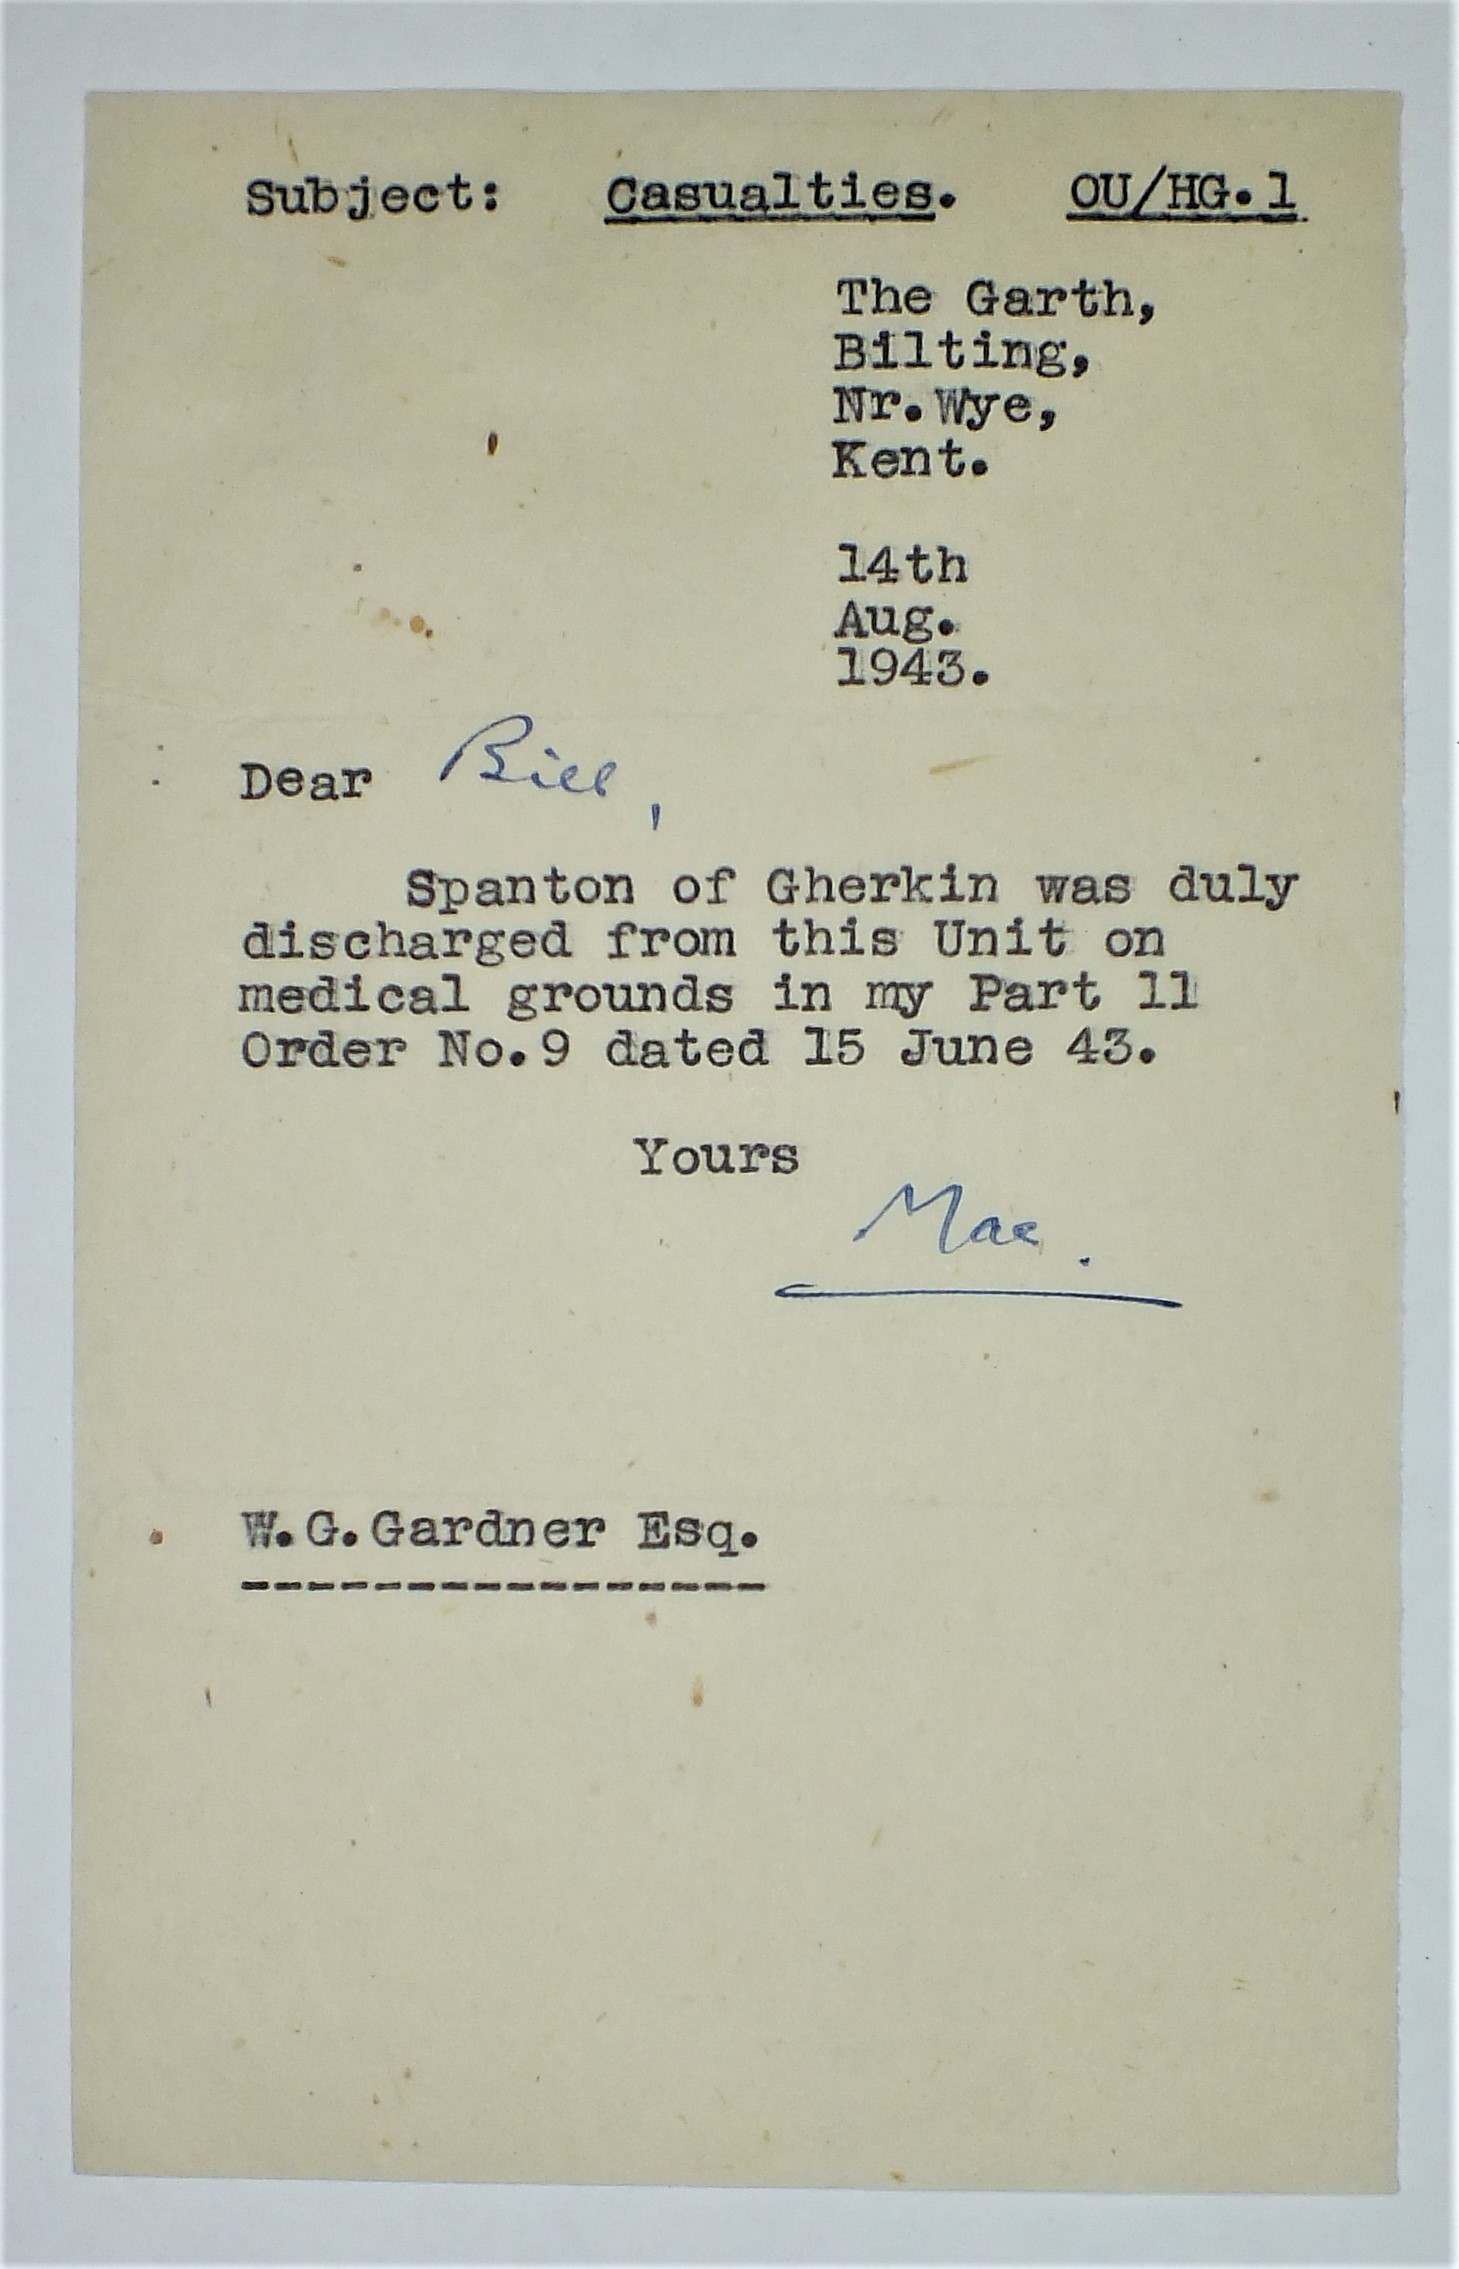 Subject: Casualties. OU/HG.1
The Garth,
Bilting,
Nr.Wye,
Kent.
14th
Aug.
1943.
Dear Bill,
Spanton of Gherkin was duly
discharged from this Unit on
medical grounds in my Part 11
Order No.9 dated 15 June 43.
Yours
Mac.
W.G.Gardner Esq.
----------------